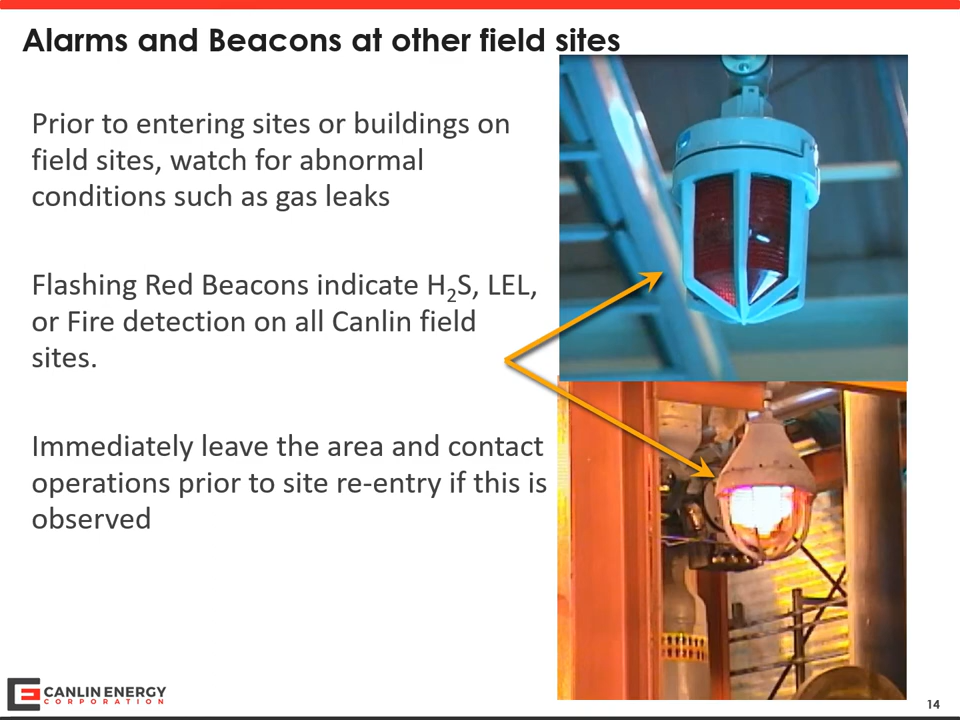 Alarms and Beacons at other field sites
Prior to entering sites or buildings on
field sites, watch for abnormal
conditions such as gas leaks
Flashing Red Beacons indicate H₂S, LEL,
or Fire detection on all Canlin field
sites.
Immediately leave the area and contact
operations prior to site re-entry if this is
observed
CANLIN ENERGY
CORPORATION
14